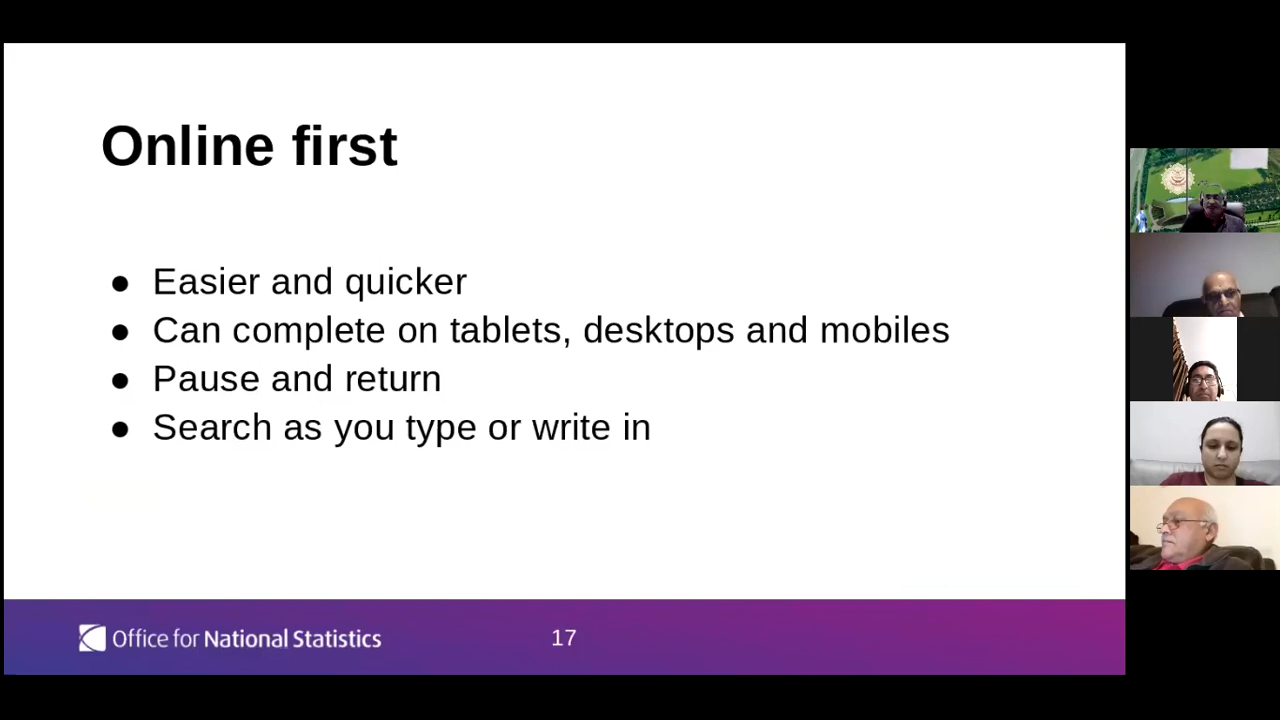 Online first
● Easier and quicker
● Can complete on tablets, desktops and mobiles
● Pause and return
● Search as you type or write in
Office for National Statistics
17